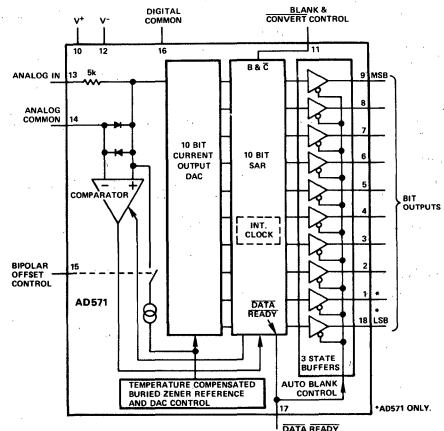 V+
V-
DIGITAL
COMMON
BLANK &
CONVERT CONTROL
10
12
16
11
ANALOG IN
13
5k
B & C
9 MSB
ANALOG
COMMON
14
8
7
10 BIT
CURRENT
OUTPUT
DAC
10 BIT
SAR
6
5
BIT
OUTPUTS
COMPARATOR
-
+
INT.
CLOCK
4
3
BIPOLAR
OFFSET
CONTROL
15
2
1 *
AD571
DATA
READY
18 LSB
*
3 STATE
BUFFERS
TEMPERATURE COMPENSATED
BURIED ZENER REFERENCE
AND DAC CONTROL
AUTO BLANK
CONTROL
17
*AD571 ONLY.
DATA READY